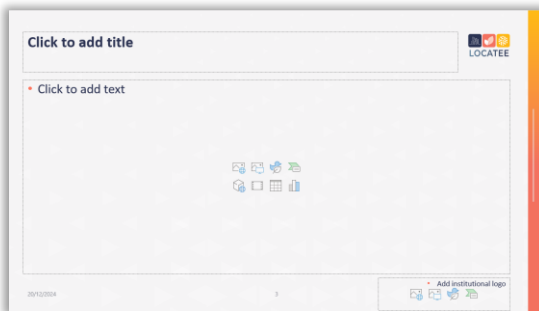 Click to add title
LOCATEE
• Click to add text
• Add institutional logo
20/12/2024
3